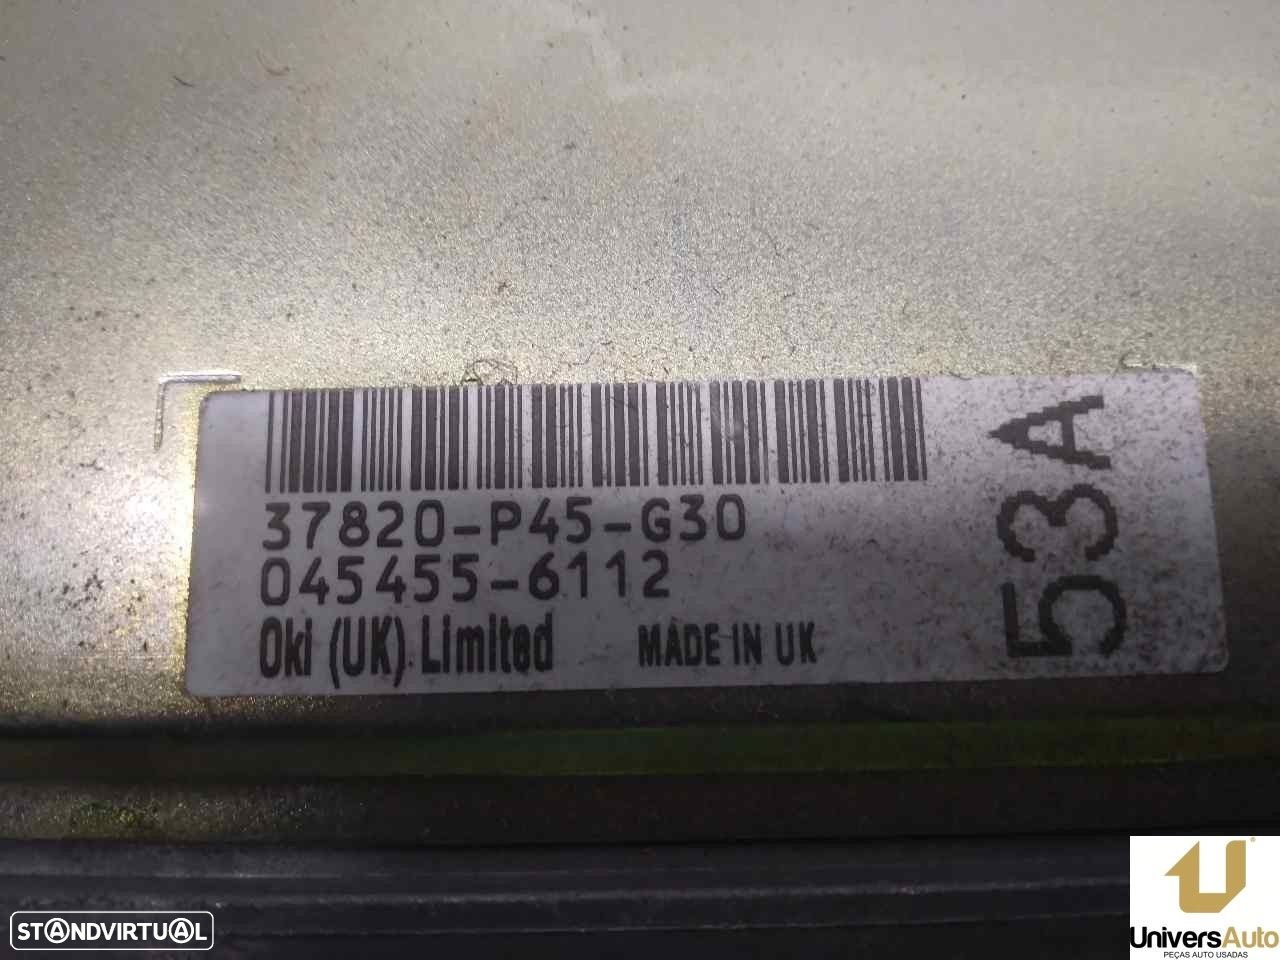 37820-P45-G30
045455-6112
Oki (UK) Limited MADE IN UK
53A
STANDVIRTUAL
UniversAuto
PEÇAS AUTO USADAS